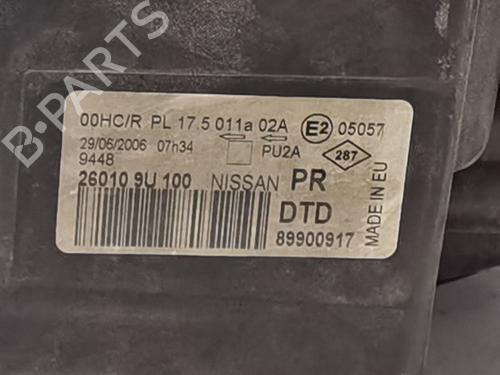 B-PARTS
00HC/R PL 17.5 011a 02A E2 05057
29/06/2006 07h34 PU2A 287
9448
26010 9U 100 NISSAN PR
DTD
89900917
MADE IN EU